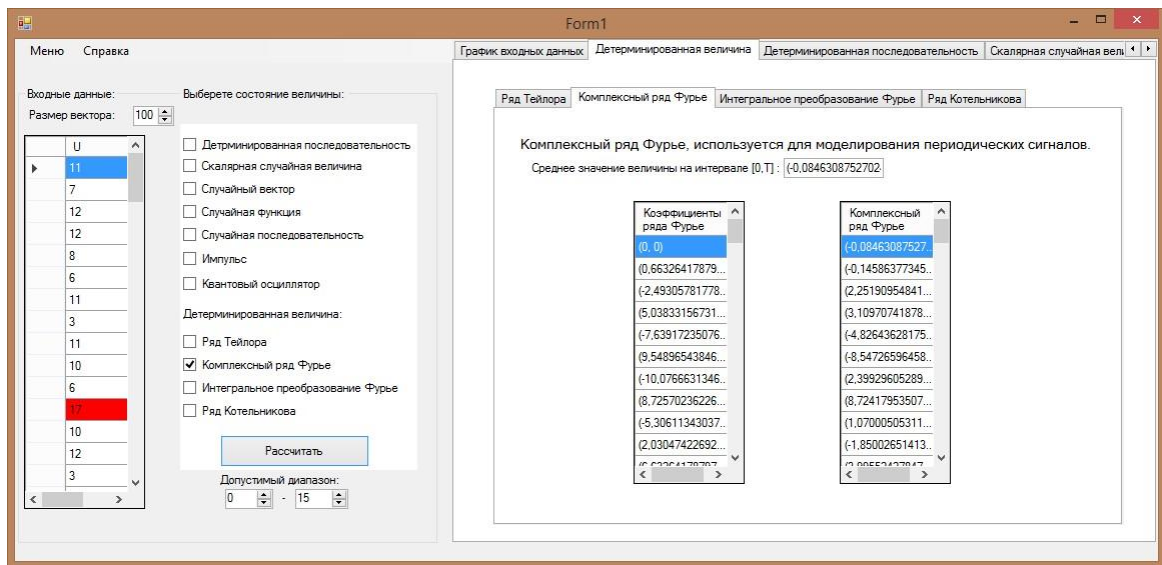 Form1
Меню Справка
График входных данных Детерминированная величина Детерминированная последовательность Скалярная случайная
Входные данные:
Размер вектора: 100
U
11
7
12
12
8
6
11
3
11
10
6
17
10
12
3
Выберете состояние величины:
Детрминированная последовательность
Скалярная случайная величина
Случайный вектор
Случайная функция
Случайная последовательность
Импульс
Квантовый осциллятор
Детерминированная величина:
Ряд Тейлора
Комплексный ряд Фурье
Интегральное преобразование Фурье
Ряд Котельникова
Рассчитать
Допустимый диапазон:
0 - 15
Ряд Тейлора Комплексный ряд Фурье Интегральное преобразование Фурье Ряд Котельникова
Комплексный ряд Фурье, используется для моделирования периодических сигналов.
Среднее значение величины на интервале [0,T] : (-0,0846308752702
Коэффициенты
ряда Фурье
(0, 0)
(0,66326417879...
(-2,49305781778...
(5,03833156731...
(-7,63917235076...
(9,54896543846...
(-10,0766631346...
(8,72570236226...
(-5,30611343037...
(2,03047422692...
Комплексный
ряд Фурье
(-0,08463087527...
(-0,14586377345...
(2,25190954841...
(3,10970741878...
(-4,82643628175...
(-8,54726596458...
(2,39929605289...
(8,72417953507...
(1,07000505311...
(-1,85002651413...